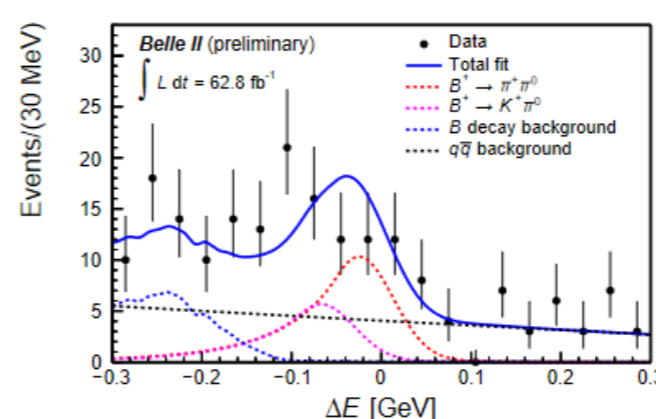 Events/(30 MeV)
30
25
20
15
10
5
0
Belle II (preliminary)
∫ L dt = 62.8 fb⁻¹
Data
Total fit
B⁺ → π⁺π⁰
B⁺ → K⁺π⁰
B decay background
qq̅ background
−0.3 −0.2 −0.1 0 0.1 0.2 0.3
ΔE [GeV]